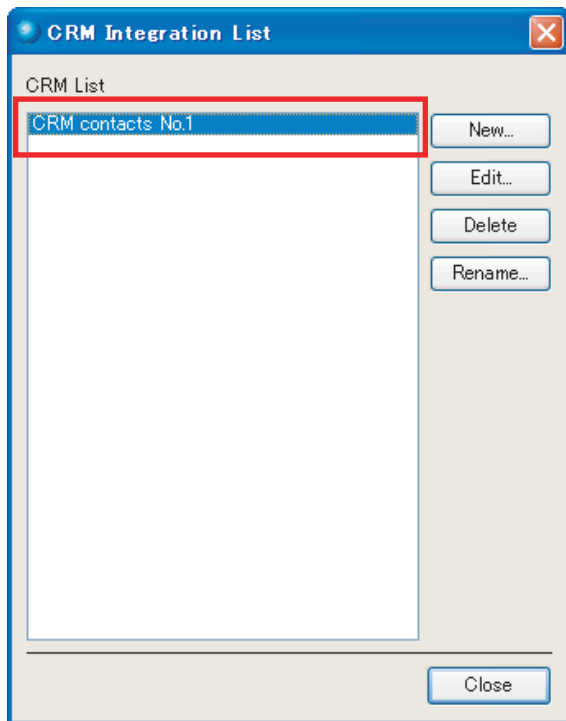 CRM Integration List
CRM List
CRM contacts No.1
New...
Edit...
Delete
Rename...
Close